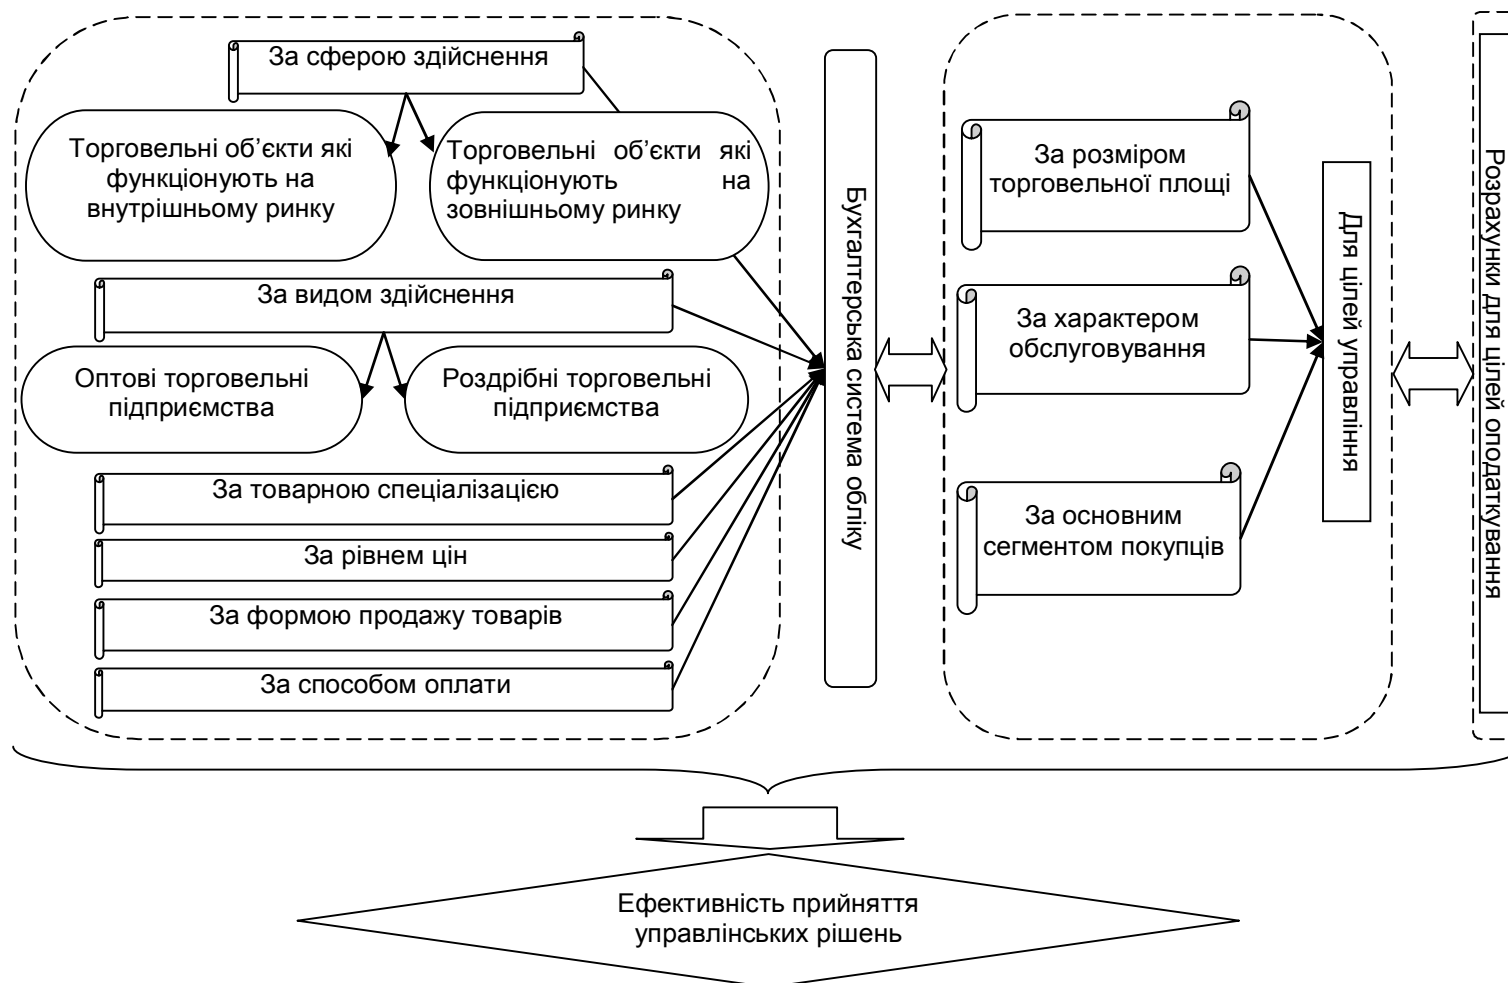 За сферою здійснення
Торговельні об’єкти які
функціонують на
внутрішньому ринку
Торговельні об’єкти які
функціонують на
зовнішньому ринку
За видом здійснення
Оптові торговельні
підприємства
Роздрібні торговельні
підприємства
За товарною спеціалізацією
За рівнем цін
За формою продажу товарів
За способом оплати
Бухгалтерська система обліку
За розміром
торговельної площі
За характером
обслуговування
За основним
сегментом покупців
Для цілей управління
Розрахунки для цілей оподаткування
Ефективність прийняття
управлінських рішень